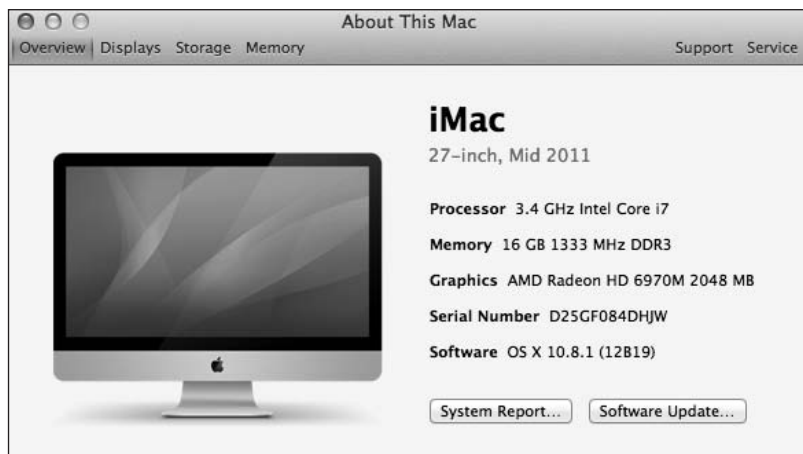 About This Mac
Overview Displays Storage Memory Support Service
iMac
27-inch, Mid 2011
Processor 3.4 GHz Intel Core i7
Memory 16 GB 1333 MHz DDR3
Graphics AMD Radeon HD 6970M 2048 MB
Serial Number D25GF084DHJW
Software OS X 10.8.1 (12B19)
System Report... Software Update...